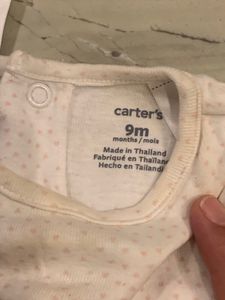 carter's
9m
months / mois
Made in Thailand
Fabriqué en Thaïlande
Hecho en Tailandia